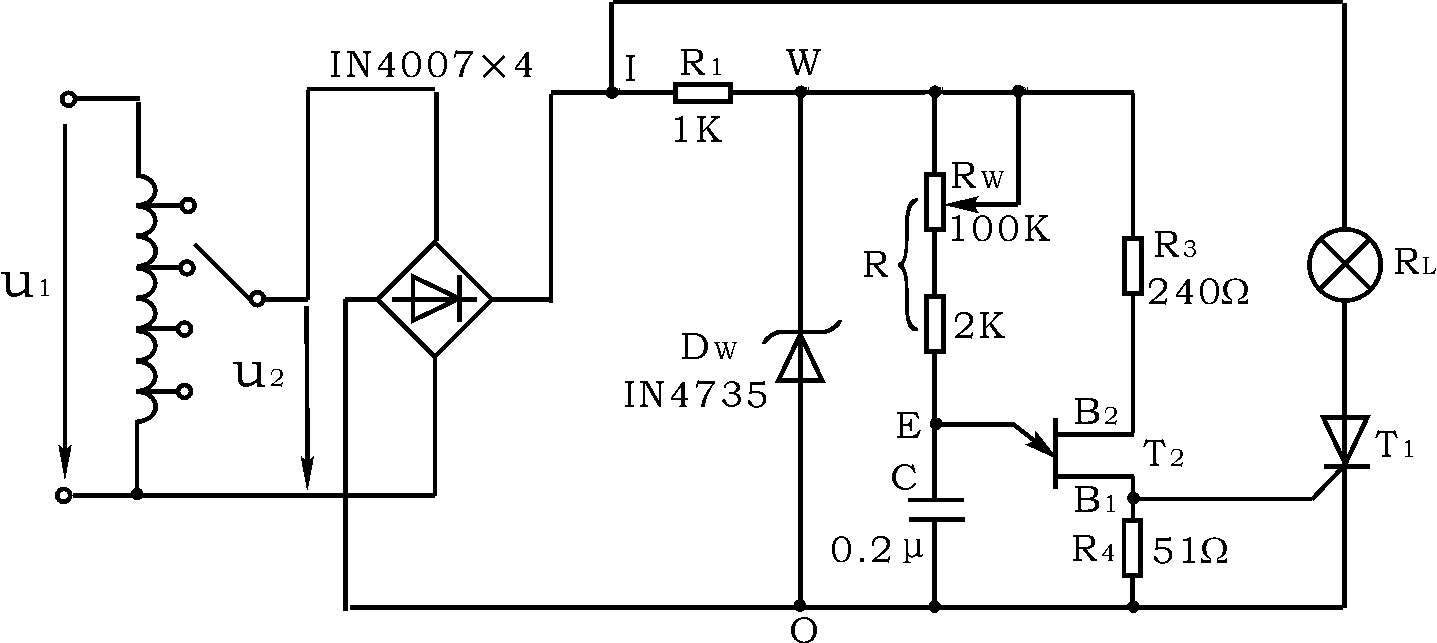 IN4007×4
I
R1
W
1K
RW
100K
R
R3
240Ω
RL
u1
u2
DW
IN4735
2K
E
B2
T2
T1
C
B1
0.2μ
R4
51Ω
O